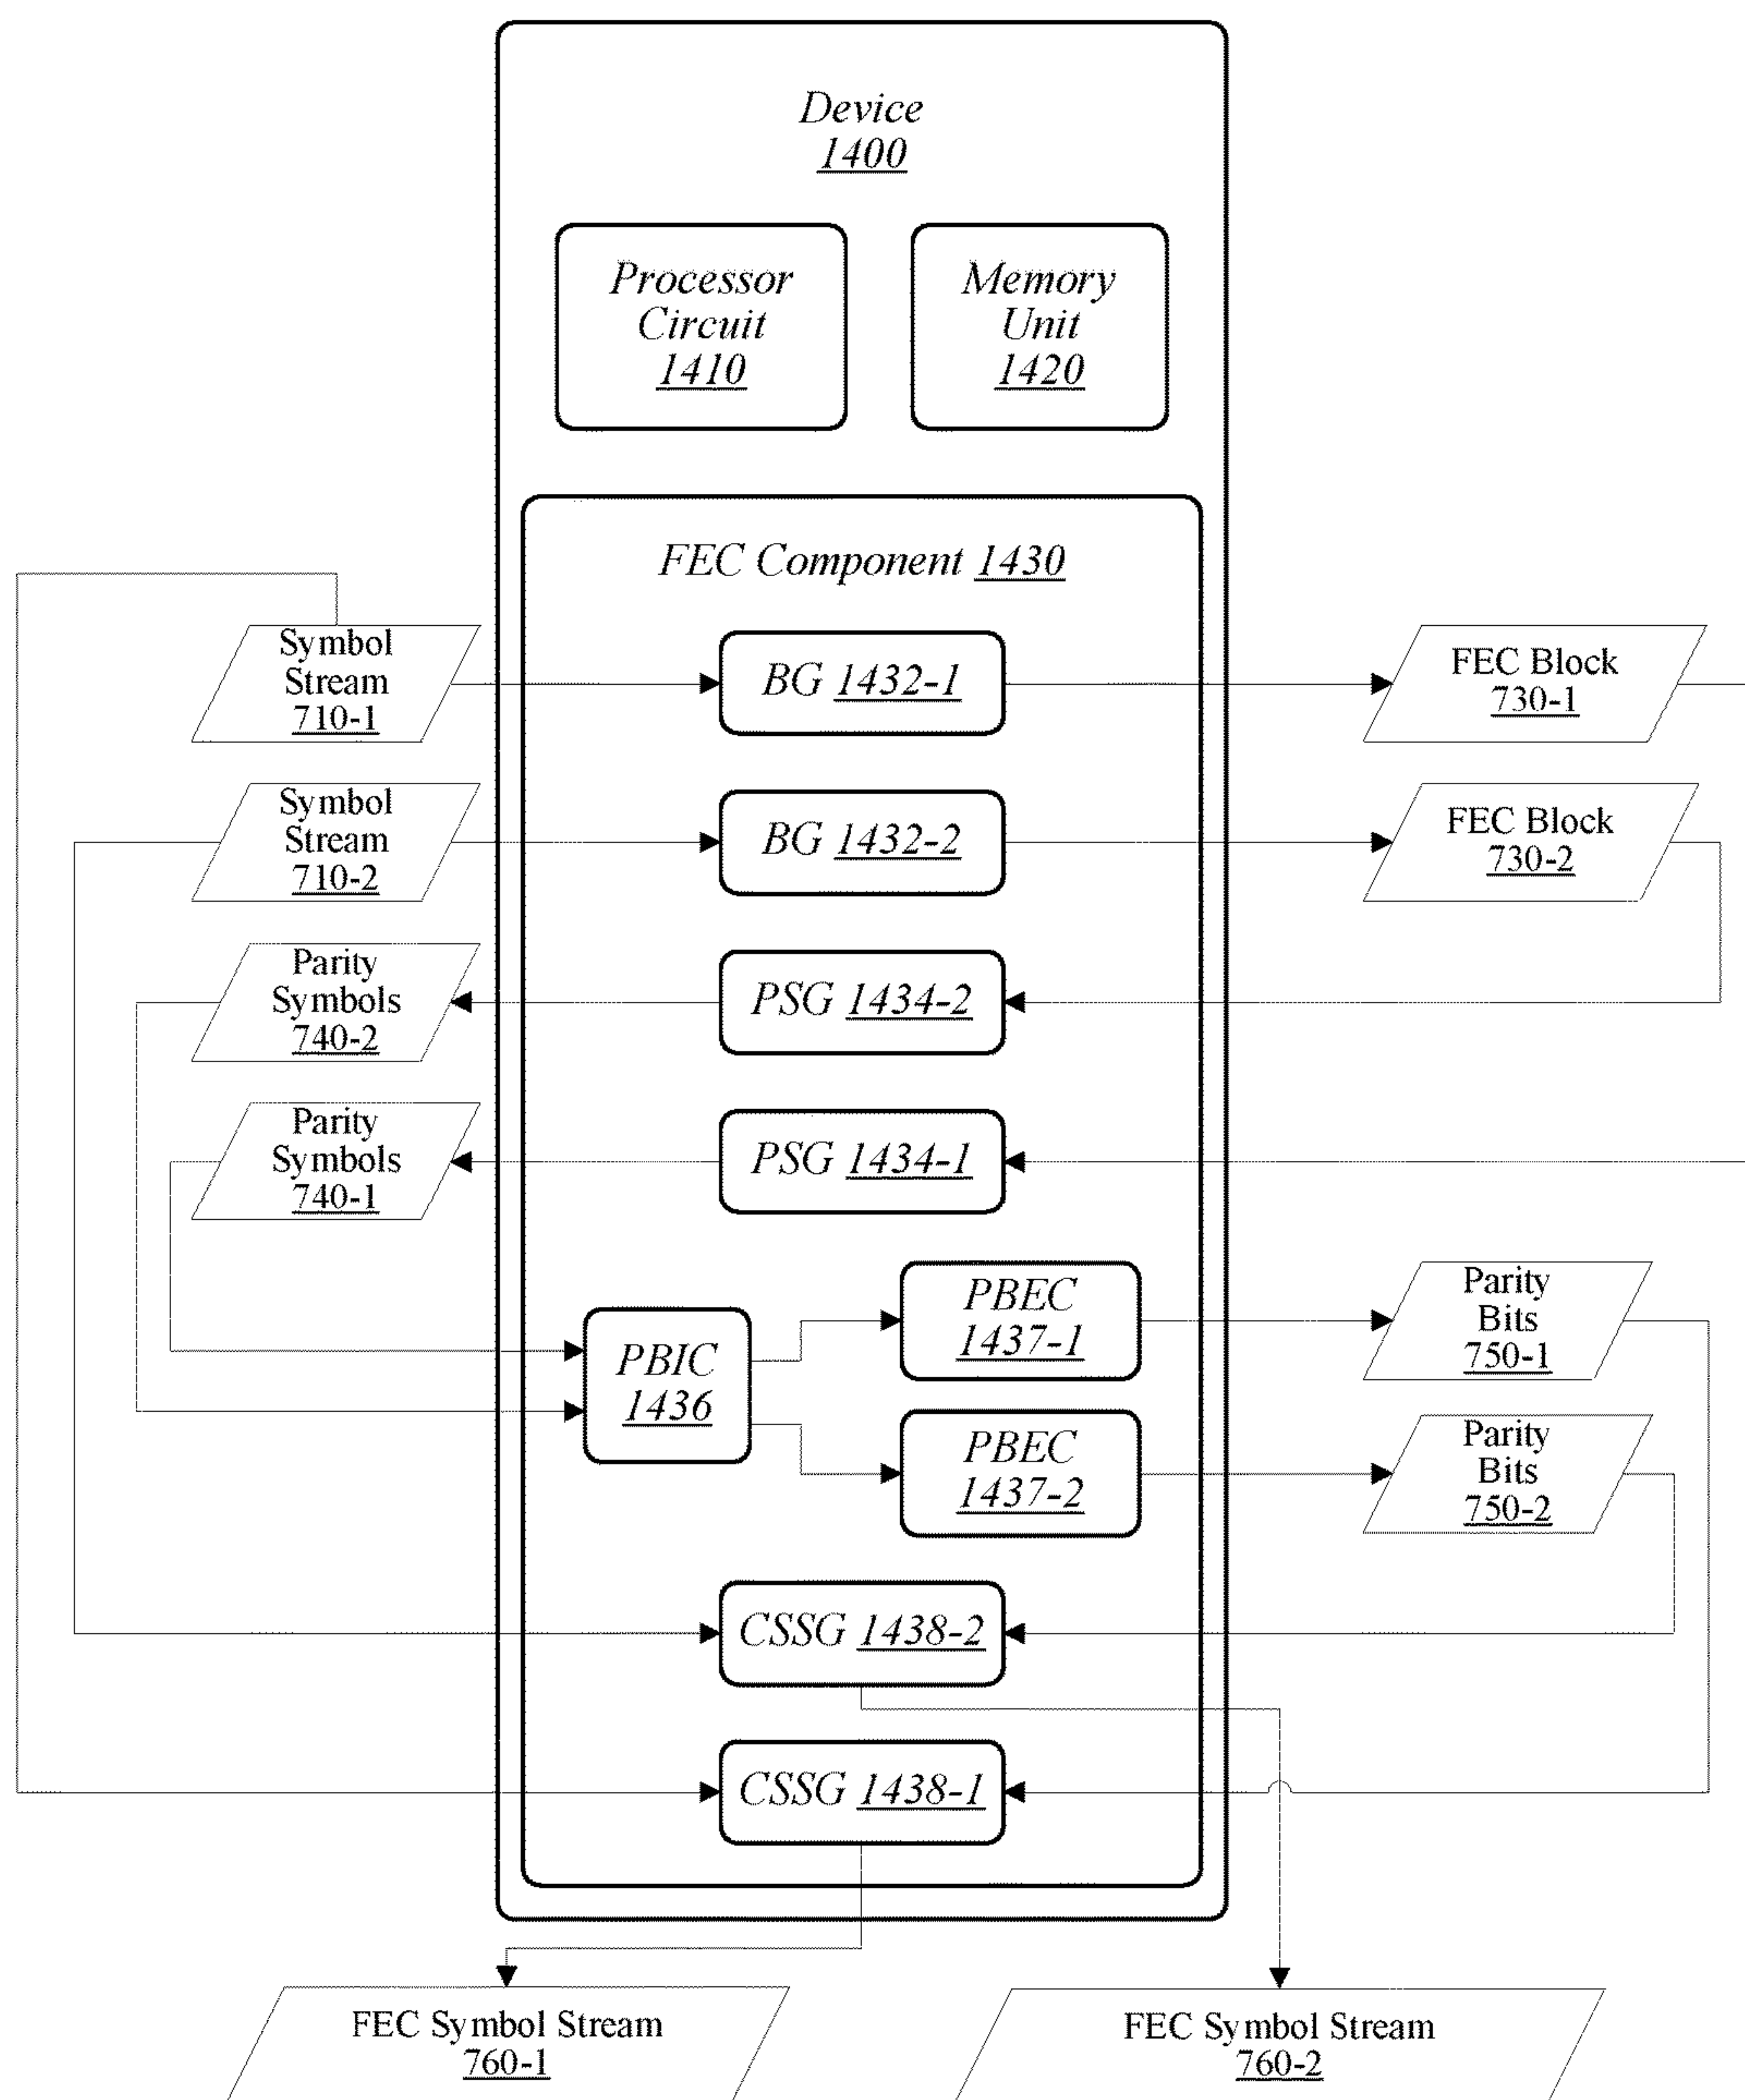 Device
1400
Processor
Circuit
1410
Memory
Unit
1420
FEC Component 1430
Symbol
Stream
710-1
BG 1432-1
FEC Block
730-1
Symbol
Stream
710-2
BG 1432-2
FEC Block
730-2
Parity
Symbols
740-2
PSG 1434-2
Parity
Symbols
740-1
PSG 1434-1
PBIC
1436
PBEC
1437-1
Parity
Bits
750-1
PBEC
1437-2
Parity
Bits
750-2
CSSG 1438-2
CSSG 1438-1
FEC Symbol Stream
760-1
FEC Symbol Stream
760-2